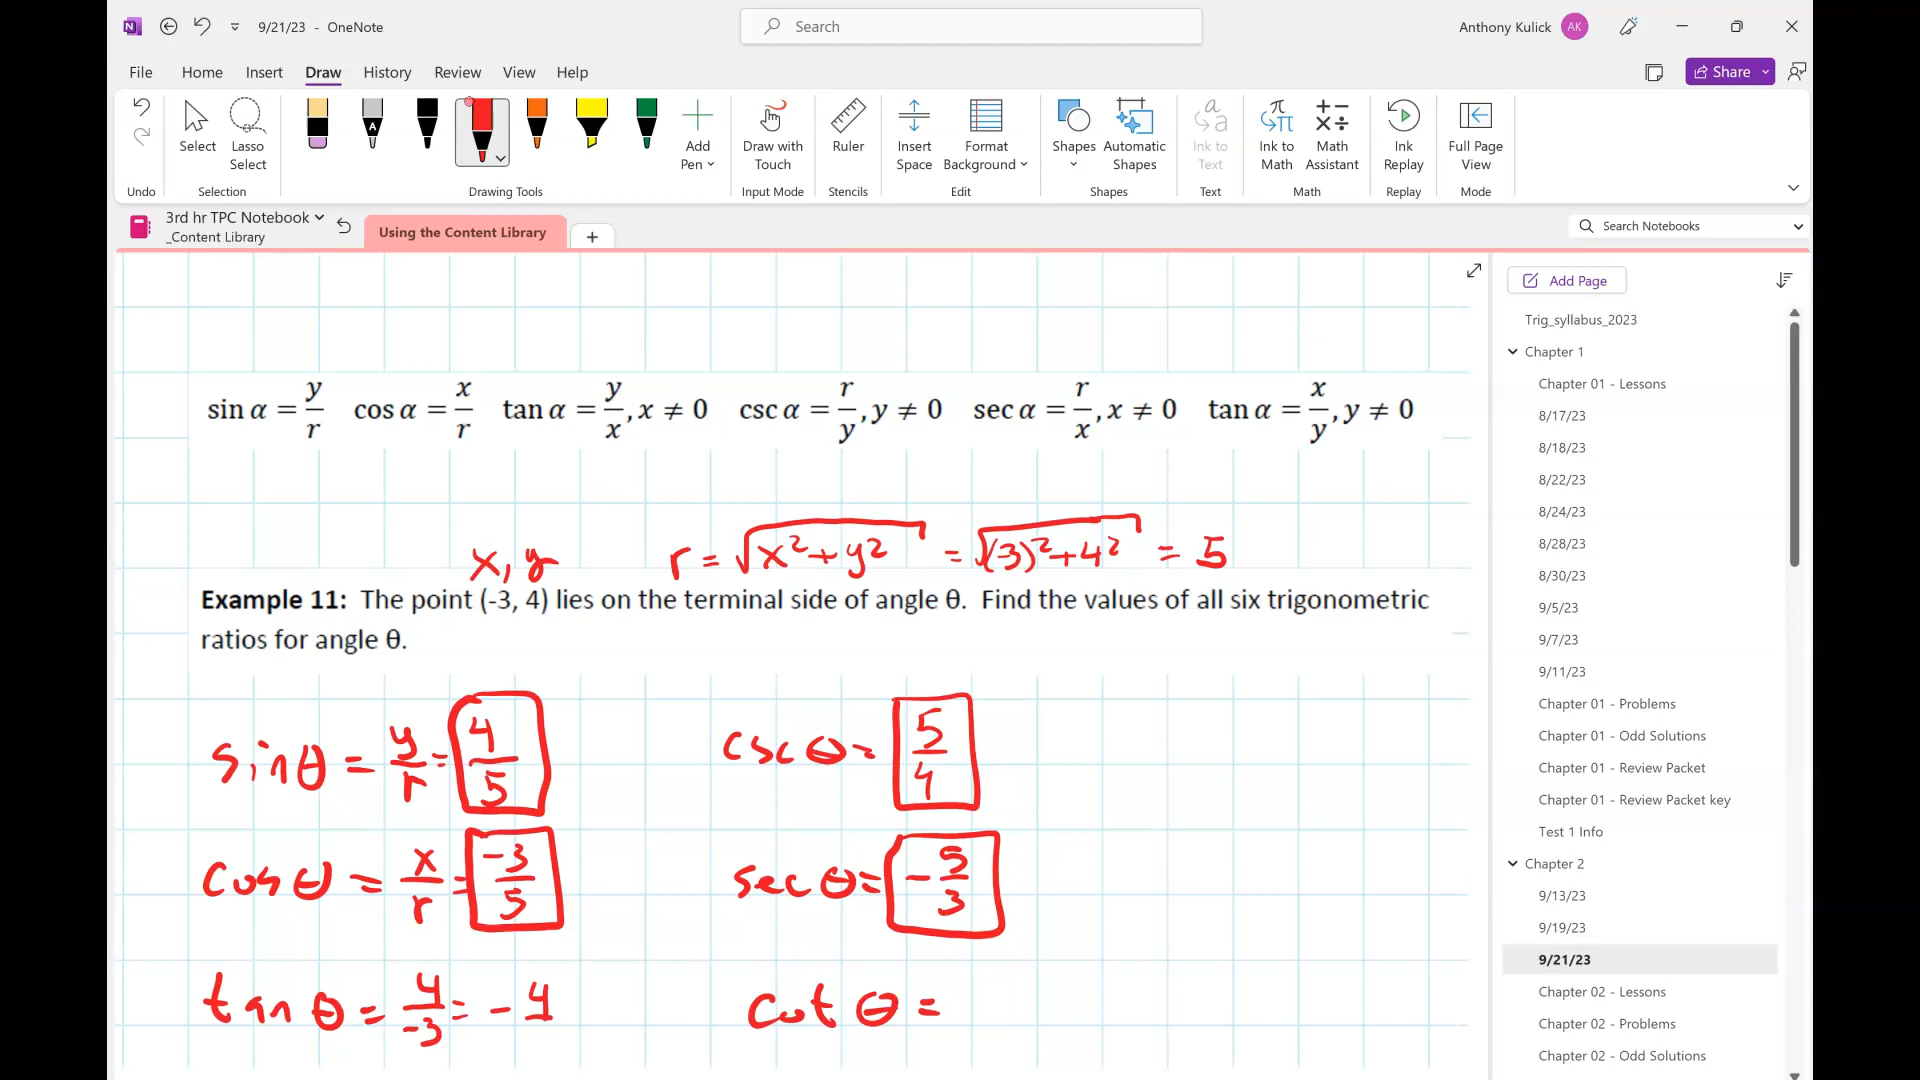 9/21/23 - OneNote
Search
Anthony Kulick AK
File Home Insert Draw History Review View Help
Share
Undo
Select
Lasso Select
Selection
A
Add Pen
Drawing Tools
Draw with Touch
Input Mode
Ruler
Stencils
Insert Space
Format Background
Edit
Shapes
Automatic Shapes
Shapes
Ink to Text
Text
Ink to Math
Math Assistant
Math
Ink Replay
Replay
Full Page View
Mode
3rd hr TPC Notebook
_Content Library
Using the Content Library
Search Notebooks
sin α = y/r cos α = x/r tan α = y/x, x ≠ 0 csc α = r/y, y ≠ 0 sec α = r/x, x ≠ 0 tan α = x/y, y ≠ 0
x, y r = √(x² + y²) = √((3)² + 4²) = 5
Example 11: The point (-3, 4) lies on the terminal side of angle θ. Find the values of all six trigonometric
ratios for angle θ.
sin θ = y/r = 4/5 csc θ = 5/4
cos θ = x/r = -3/5 sec θ = -5/3
tan θ = 4/-3 = - 4 cot θ =
Add Page
Trig_syllabus_2023
Chapter 1
Chapter 01 - Lessons
8/17/23
8/18/23
8/22/23
8/24/23
8/28/23
8/30/23
9/5/23
9/7/23
9/11/23
Chapter 01 - Problems
Chapter 01 - Odd Solutions
Chapter 01 - Review Packet
Chapter 01 - Review Packet key
Test 1 Info
Chapter 2
9/13/23
9/19/23
9/21/23
Chapter 02 - Lessons
Chapter 02 - Problems
Chapter 02 - Odd Solutions